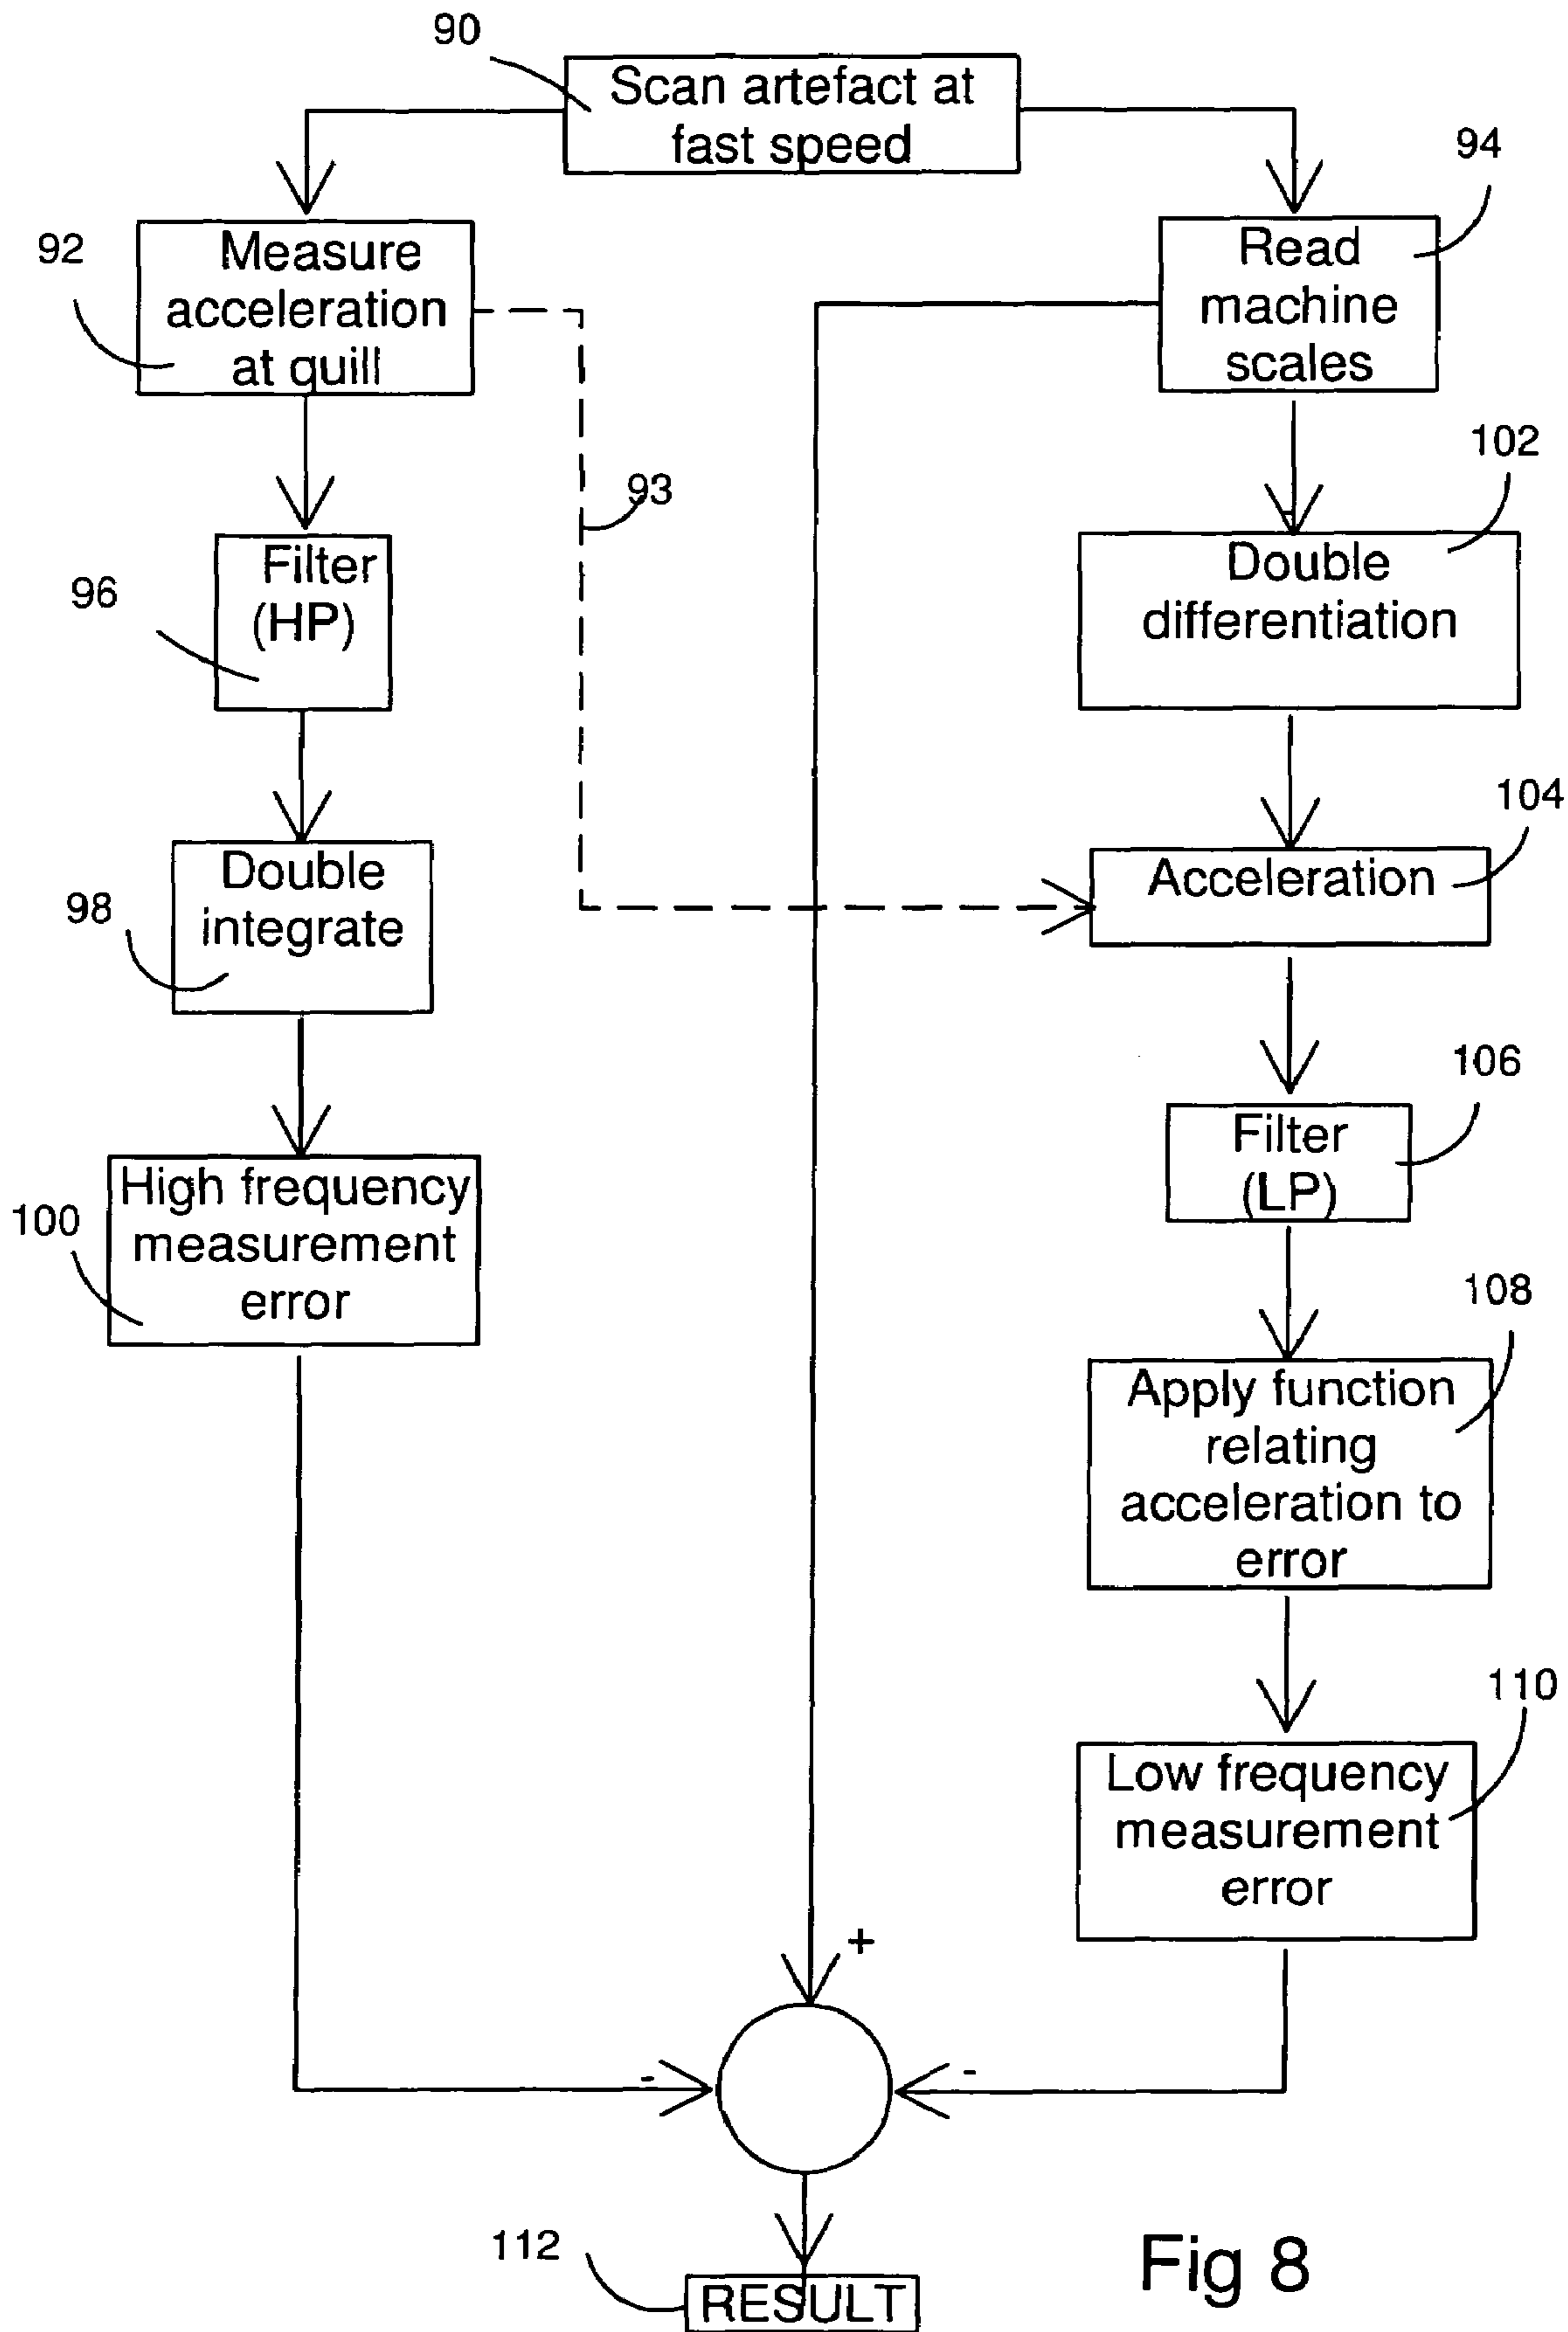 90
Scan artefact at
fast speed
94
92
Measure
acceleration
at quill
Read
machine
scales
102
93
96
Filter
(HP)
Double
differentiation
104
98
Double
integrate
Acceleration
106
Filter
(LP)
100
High frequency
measurement
error
108
Apply function
relating
acceleration to
error
110
Low frequency
measurement
error
+
-
-
112
RESULT
Fig 8